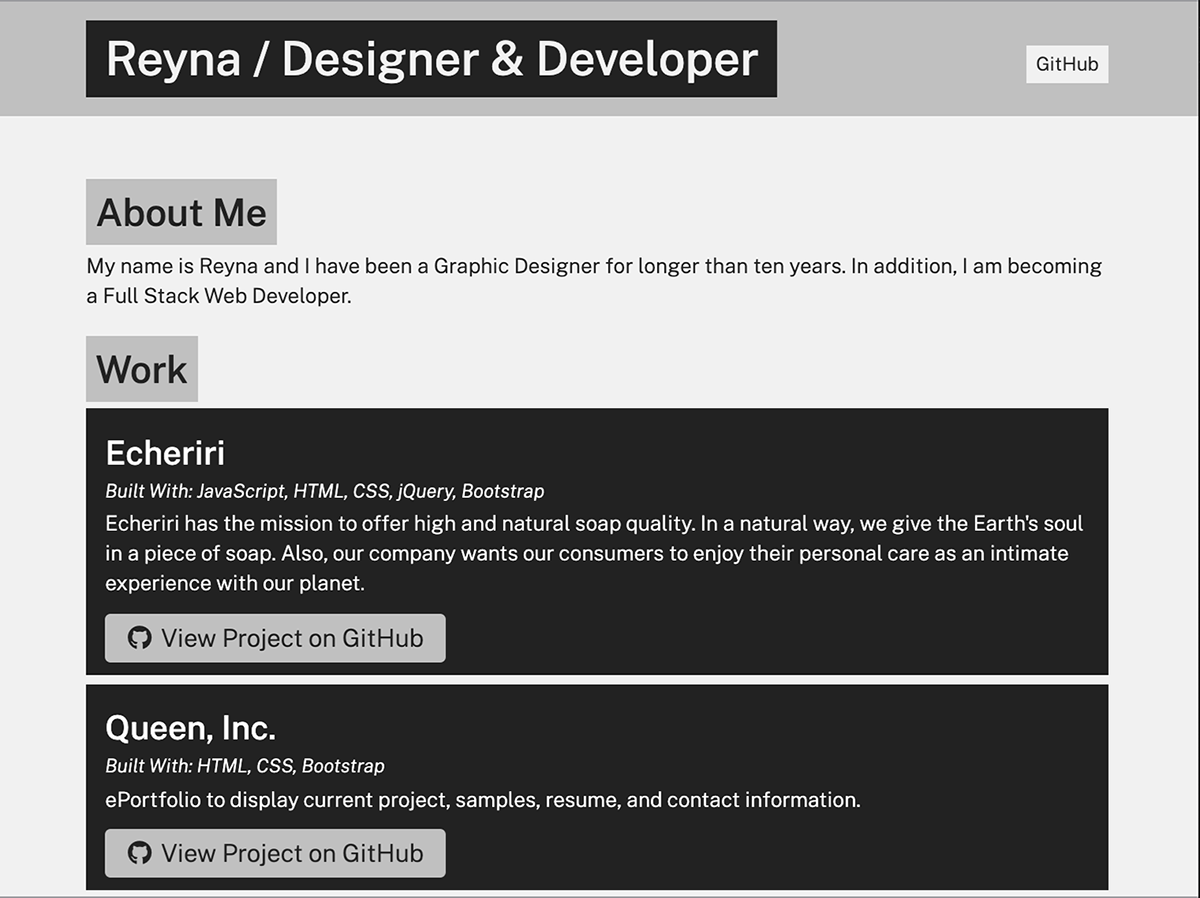 Reyna / Designer & Developer
GitHub
About Me
My name is Reyna and I have been a Graphic Designer for longer than ten years. In addition, I am becoming
a Full Stack Web Developer.
Work
Echeriri
Built With: JavaScript, HTML, CSS, jQuery, Bootstrap
Echeriri has the mission to offer high and natural soap quality. In a natural way, we give the Earth's soul
in a piece of soap. Also, our company wants our consumers to enjoy their personal care as an intimate
experience with our planet.
View Project on GitHub
Queen, Inc.
Built With: HTML, CSS, Bootstrap
ePortfolio to display current project, samples, resume, and contact information.
View Project on GitHub